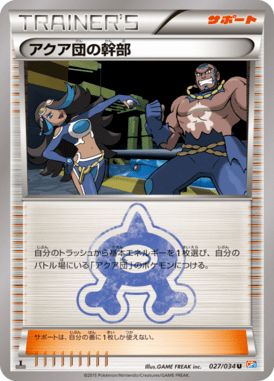 TRAINER'S
サポート
アクア団の幹部
自分のトラッシュから基本エネルギーを1枚選び、自分の
バトル場にいる「アクア団」のポケモンにつける。
サポートは、自分の番に1枚しか使えない。
Illus.GAME FREAK inc.
027/034 U
©2015 Pokémon/Nintendo/Creatures/GAME FREAK.